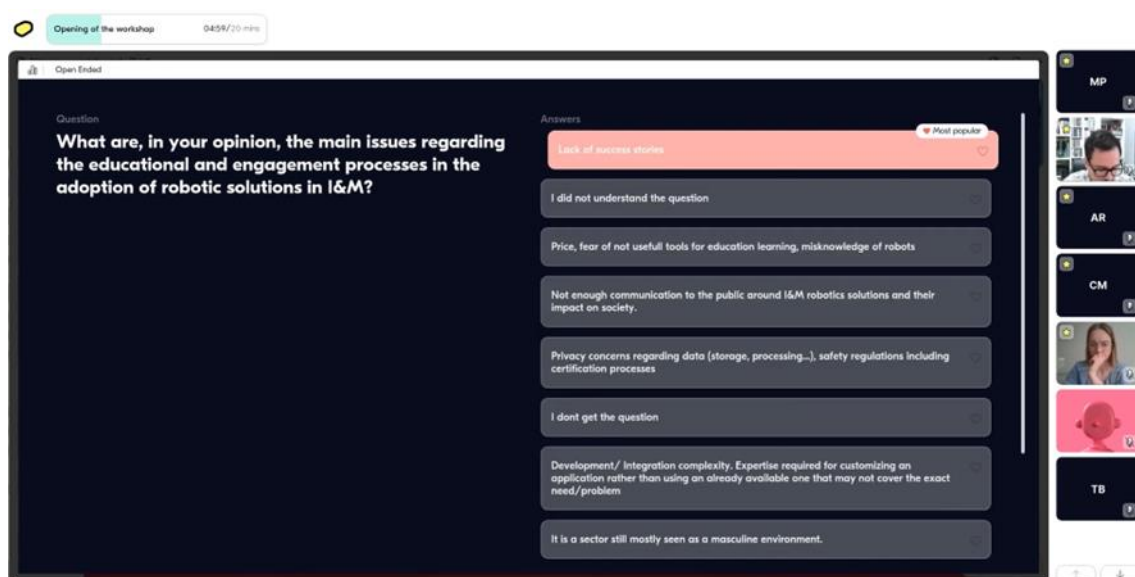 Opening of the workshop
04:59/20 mins
Open Ended
Question
What are, in your opinion, the main issues regarding
the educational and engagement processes in the
adoption of robotic solutions in I&M?
Answers
Most popular
Lack of success stories
I did not understand the question
Price, fear of not usefull tools for education learning, misknowledge of robots
Not enough communication to the public around I&M robotics solutions and their
impact on society.
Privacy concerns regarding data (storage, processing...), safety regulations including
certification processes
I dont get the question
Development/ Integration complexity. Expertise required for customizing an
application rather than using an already available one that may not cover the exact
need/problem
It is a sector still mostly seen as a masculine environment.
MP
AR
CM
TB